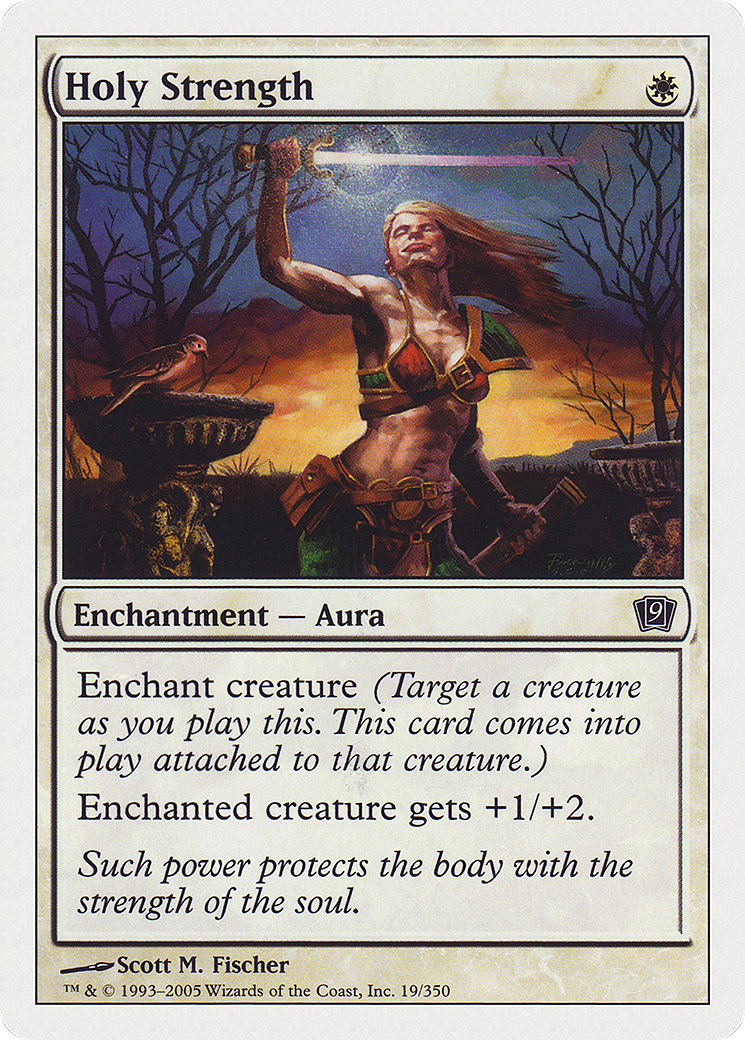 Holy Strength
Enchantment — Aura
9
Enchant creature (Target a creature
as you play this. This card comes into
play attached to that creature.)
Enchanted creature gets +1/+2.
Such power protects the body with the
strength of the soul.
Scott M. Fischer
™ & © 1993–2005 Wizards of the Coast, Inc. 19/350